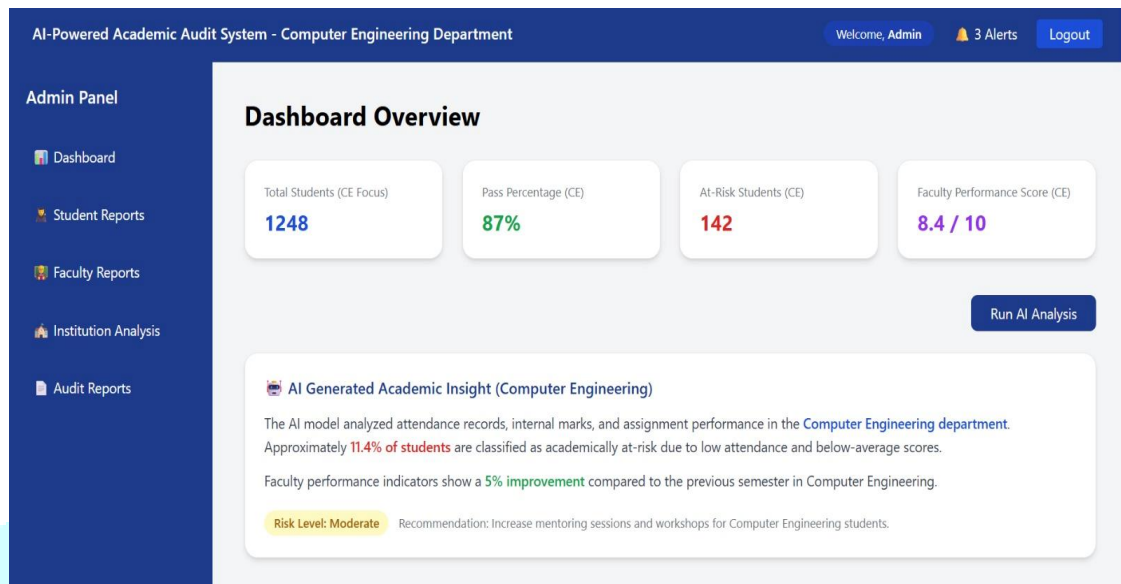 AI-Powered Academic Audit System - Computer Engineering Department
Welcome, Admin
3 Alerts
Logout
Admin Panel
Dashboard
Student Reports
Faculty Reports
Institution Analysis
Audit Reports
Dashboard Overview
Total Students (CE Focus)
1248
Pass Percentage (CE)
87%
At-Risk Students (CE)
142
Faculty Performance Score (CE)
8.4 / 10
Run AI Analysis
AI Generated Academic Insight (Computer Engineering)
The AI model analyzed attendance records, internal marks, and assignment performance in the Computer Engineering department.
Approximately 11.4% of students are classified as academically at-risk due to low attendance and below-average scores.
Faculty performance indicators show a 5% improvement compared to the previous semester in Computer Engineering.
Risk Level: Moderate
Recommendation: Increase mentoring sessions and workshops for Computer Engineering students.